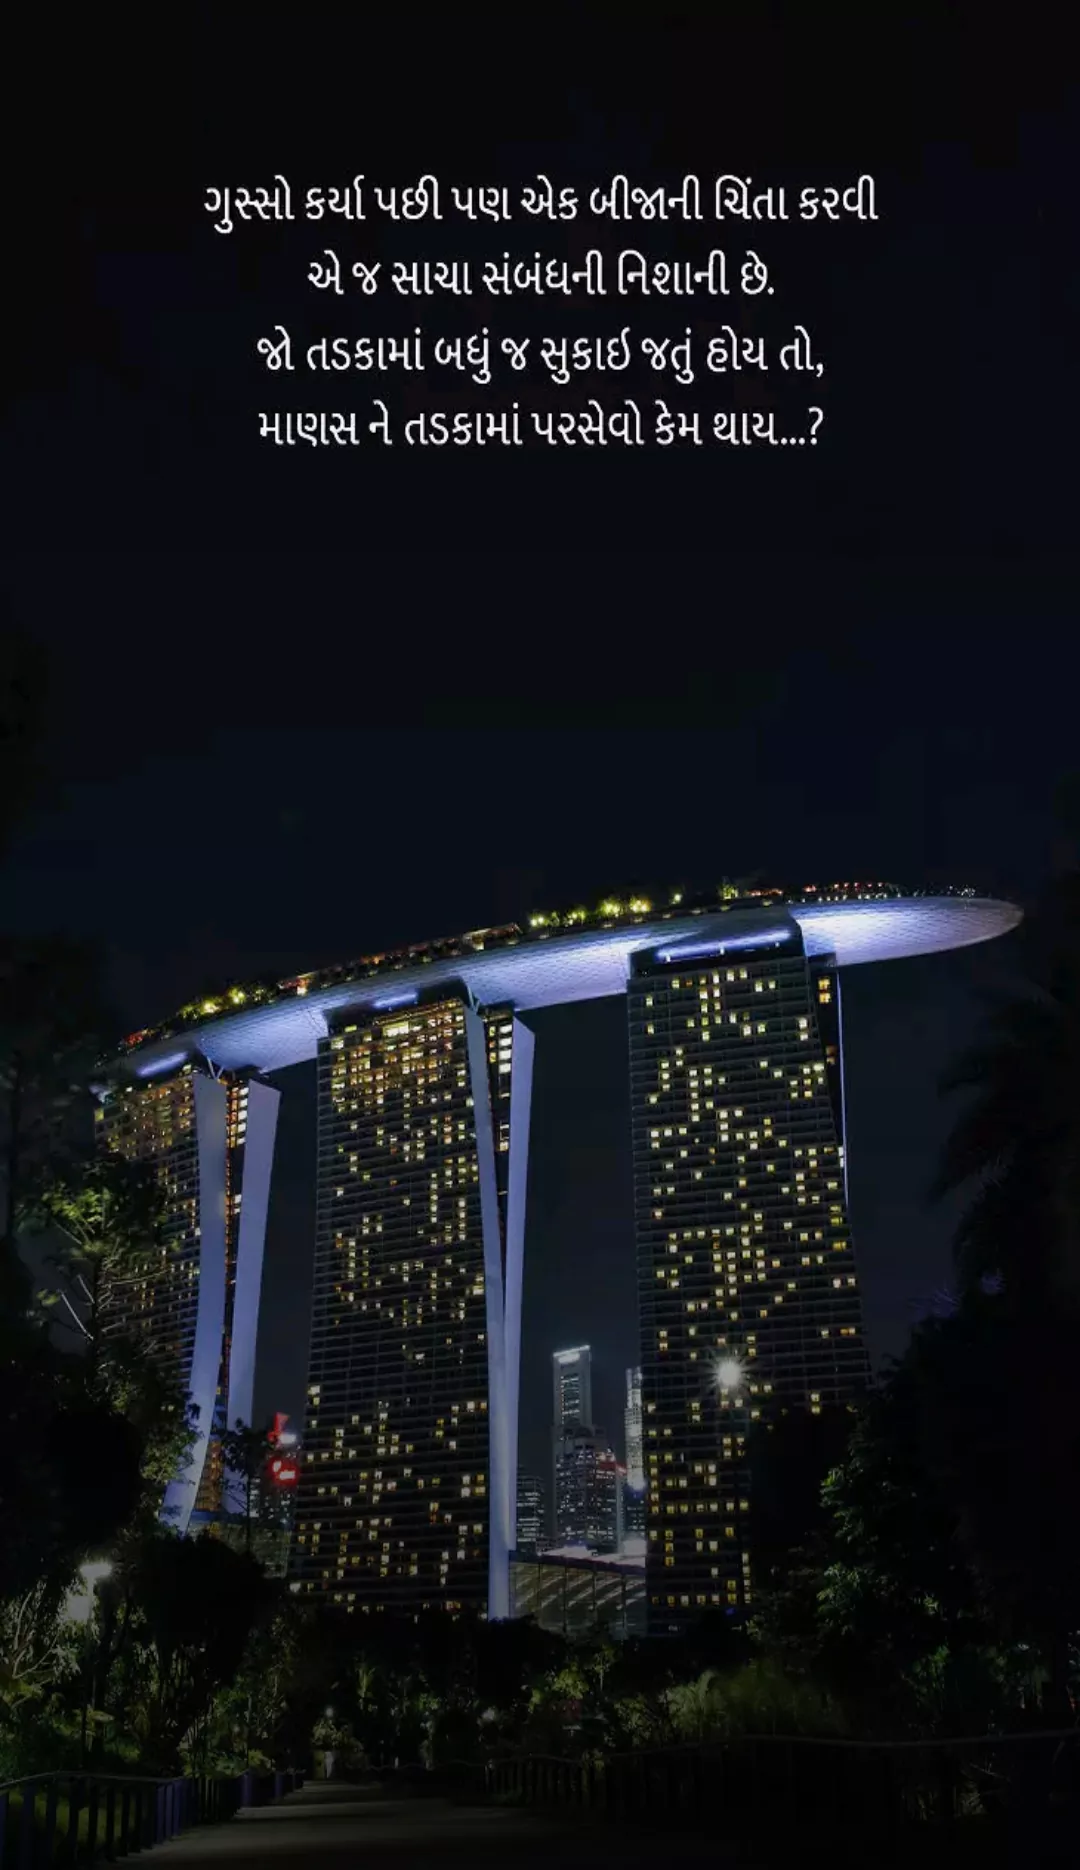 ગુસ્સો કર્યા પછી પણ એક બીજાની ચિંતા કરવી
એ જ સાચા સંબંધની નિશાની છે.
જો તડકામાં બધું જ સુકાઇ જતું હોય તો,
માણસ ને તડકામાં પરસેવો કેમ થાય...?